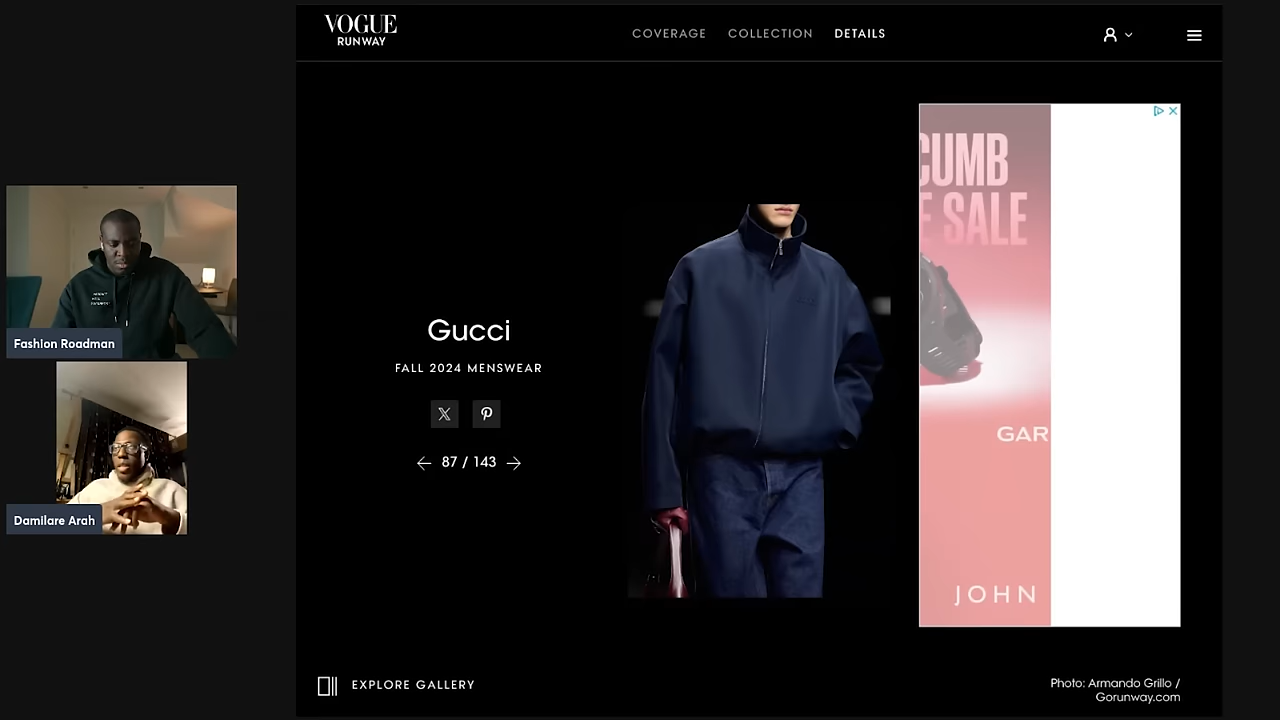 VOGUE
RUNWAY
COVERAGE
COLLECTION
DETAILS
Fashion Roadman
Damilare Arah
Gucci
FALL 2024 MENSWEAR
87 / 143
CUMB
E SALE
GAR
JOHN
EXPLORE GALLERY
Photo: Armando Grillo /
Gorunway.com